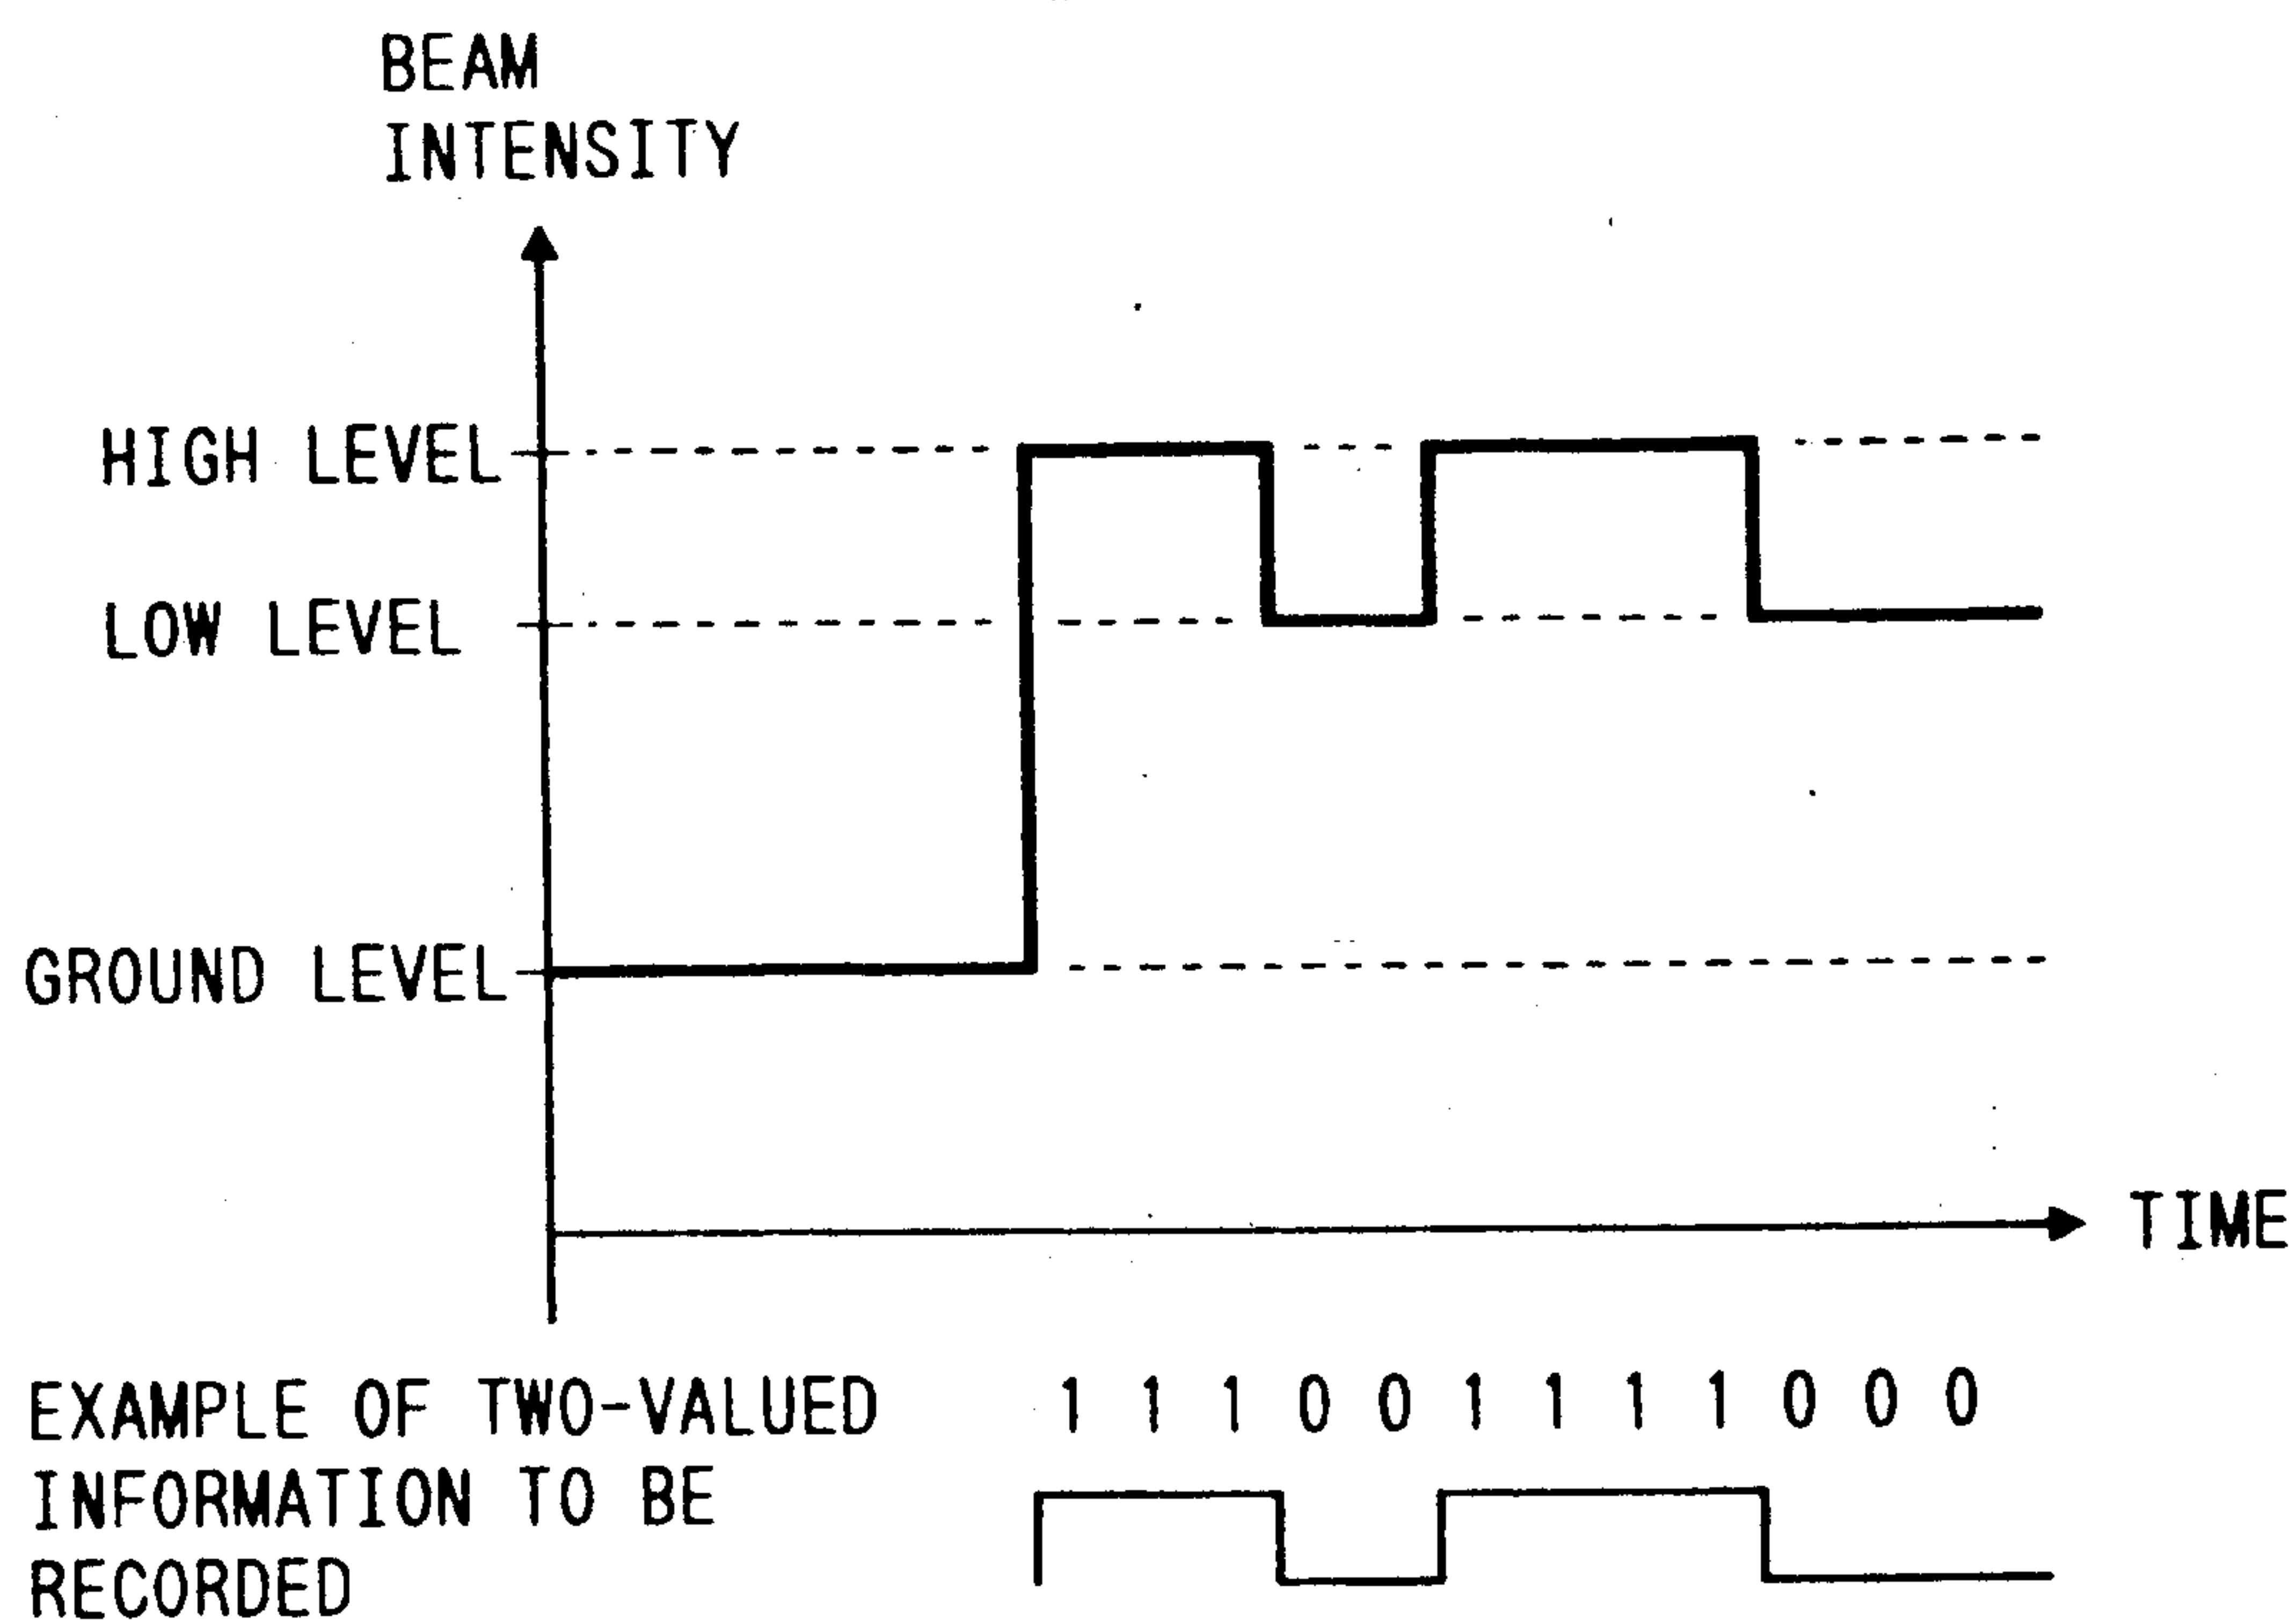 BEAM
INTENSITY
HIGH LEVEL
LOW LEVEL
GROUND LEVEL
TIME
EXAMPLE OF TWO-VALUED 1 1 1 0 0 1 1 1 1 0 0 0
INFORMATION TO BE
RECORDED